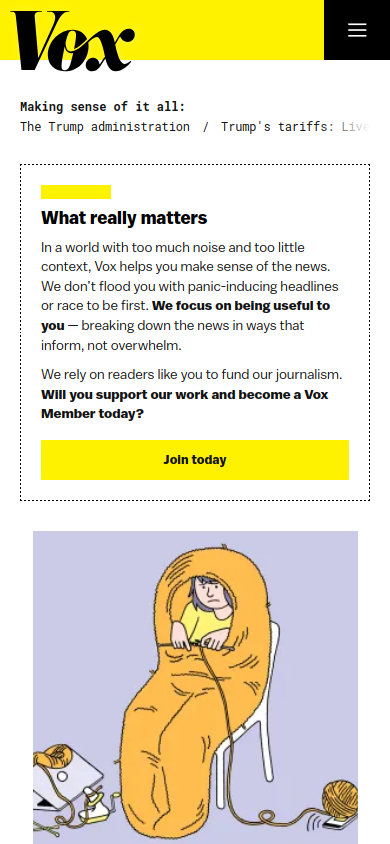 Vox
Making sense of it all:
The Trump administration / Trump's tariffs: Live
What really matters
In a world with too much noise and too little
context, Vox helps you make sense of the news.
We don't flood you with panic-inducing headlines
or race to be first. We focus on being useful to
you — breaking down the news in ways that
inform, not overwhelm.
We rely on readers like you to fund our journalism.
Will you support our work and become a Vox
Member today?
Join today